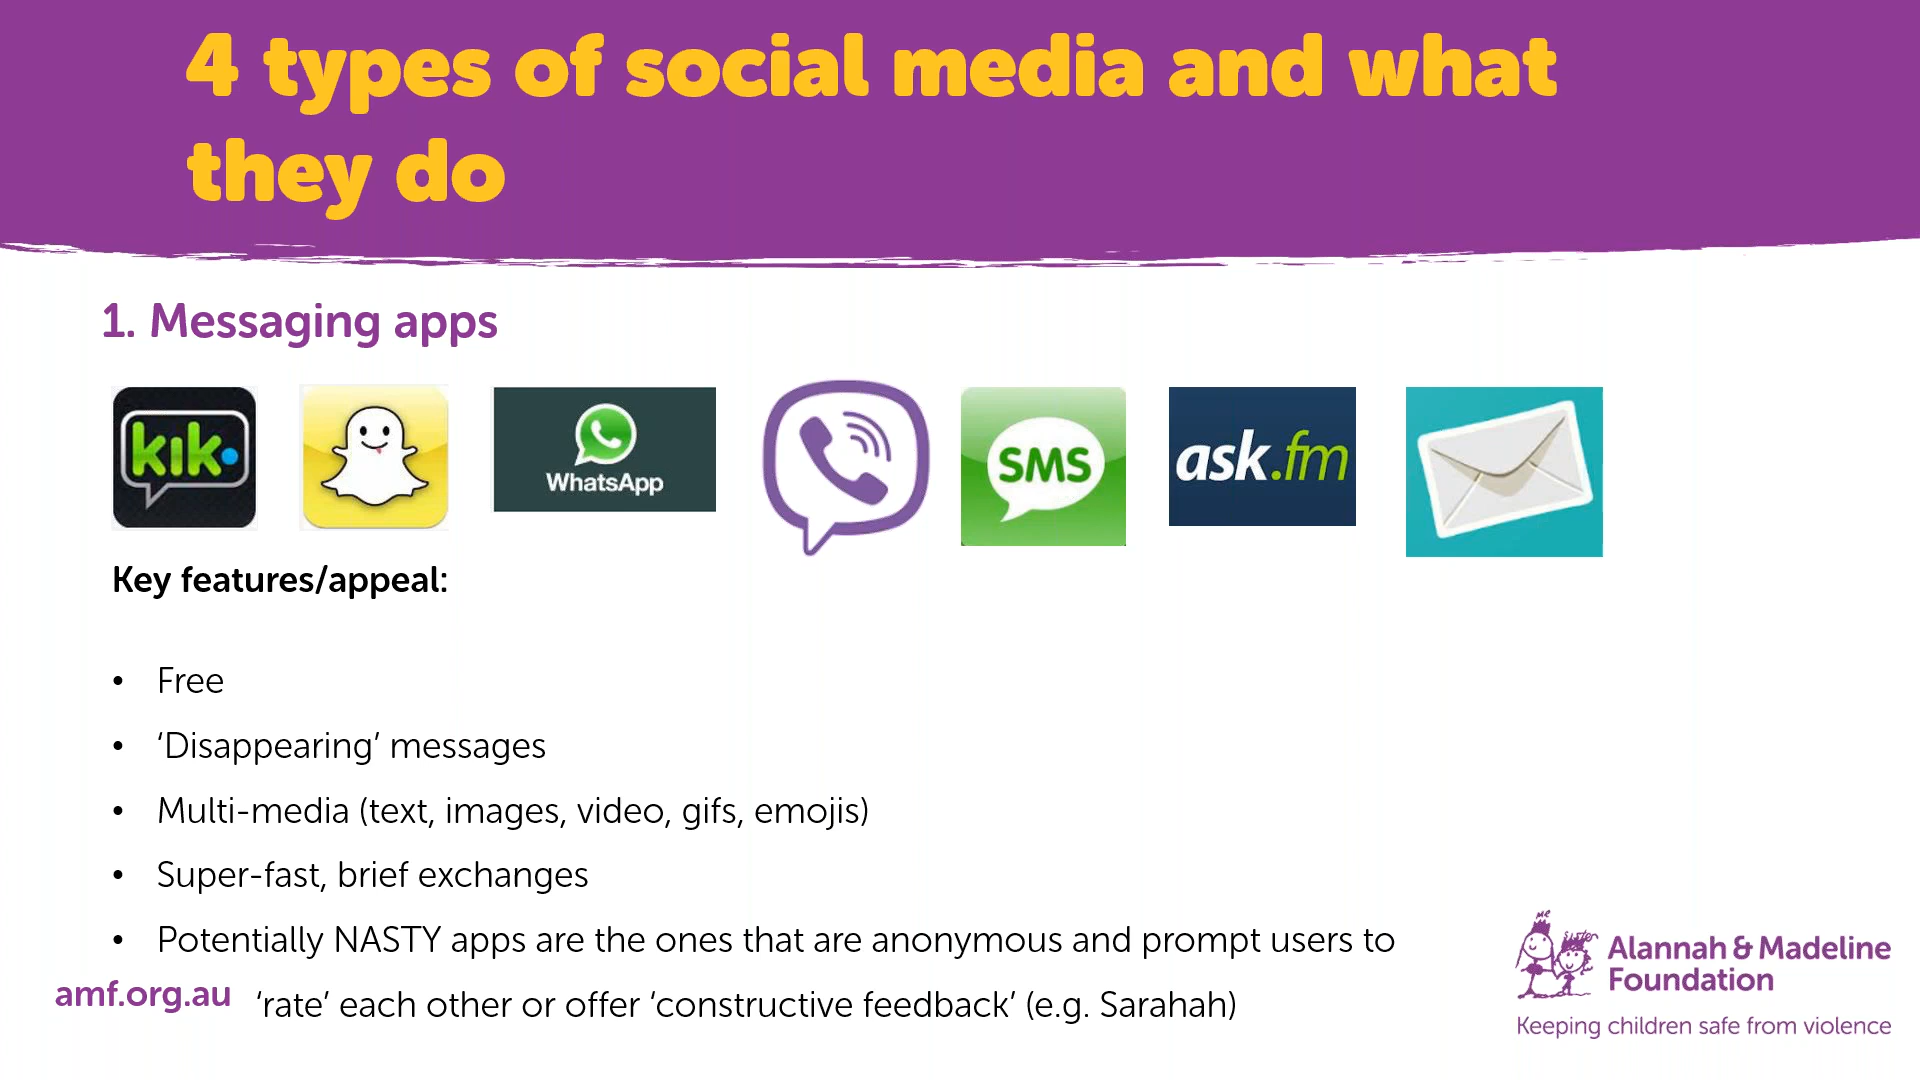 4 types of social media and what
they do
1. Messaging apps
kik
WhatsApp
SMS
ask.fm
Key features/appeal:
• Free
• ‘Disappearing’ messages
• Multi-media (text, images, video, gifs, emojis)
• Super-fast, brief exchanges
• Potentially NASTY apps are the ones that are anonymous and prompt users to
‘rate’ each other or offer ‘constructive feedback’ (e.g. Sarahah)
amf.org.au
me
sister
Alannah & Madeline
Foundation
Keeping children safe from violence